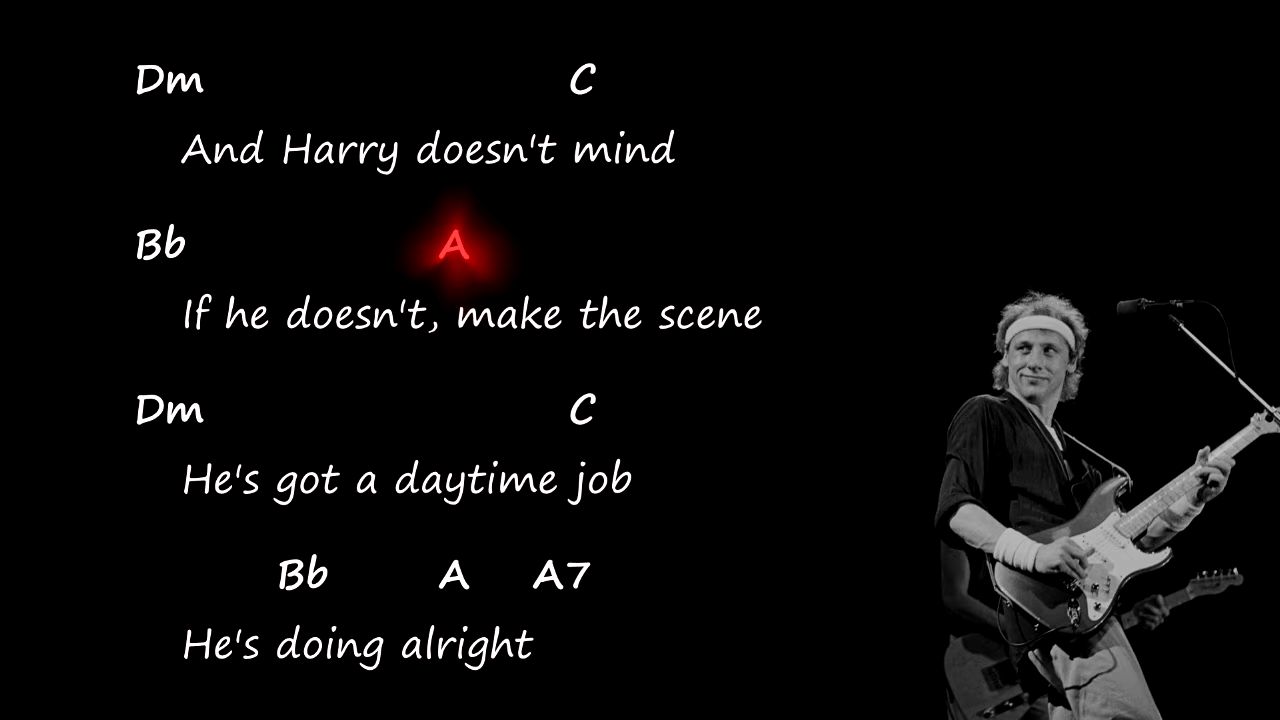 Dm C
And Harry doesn't mind
Bb A
If he doesn't, make the scene
Dm C
He's got a daytime job
Bb A A7
He's doing alright